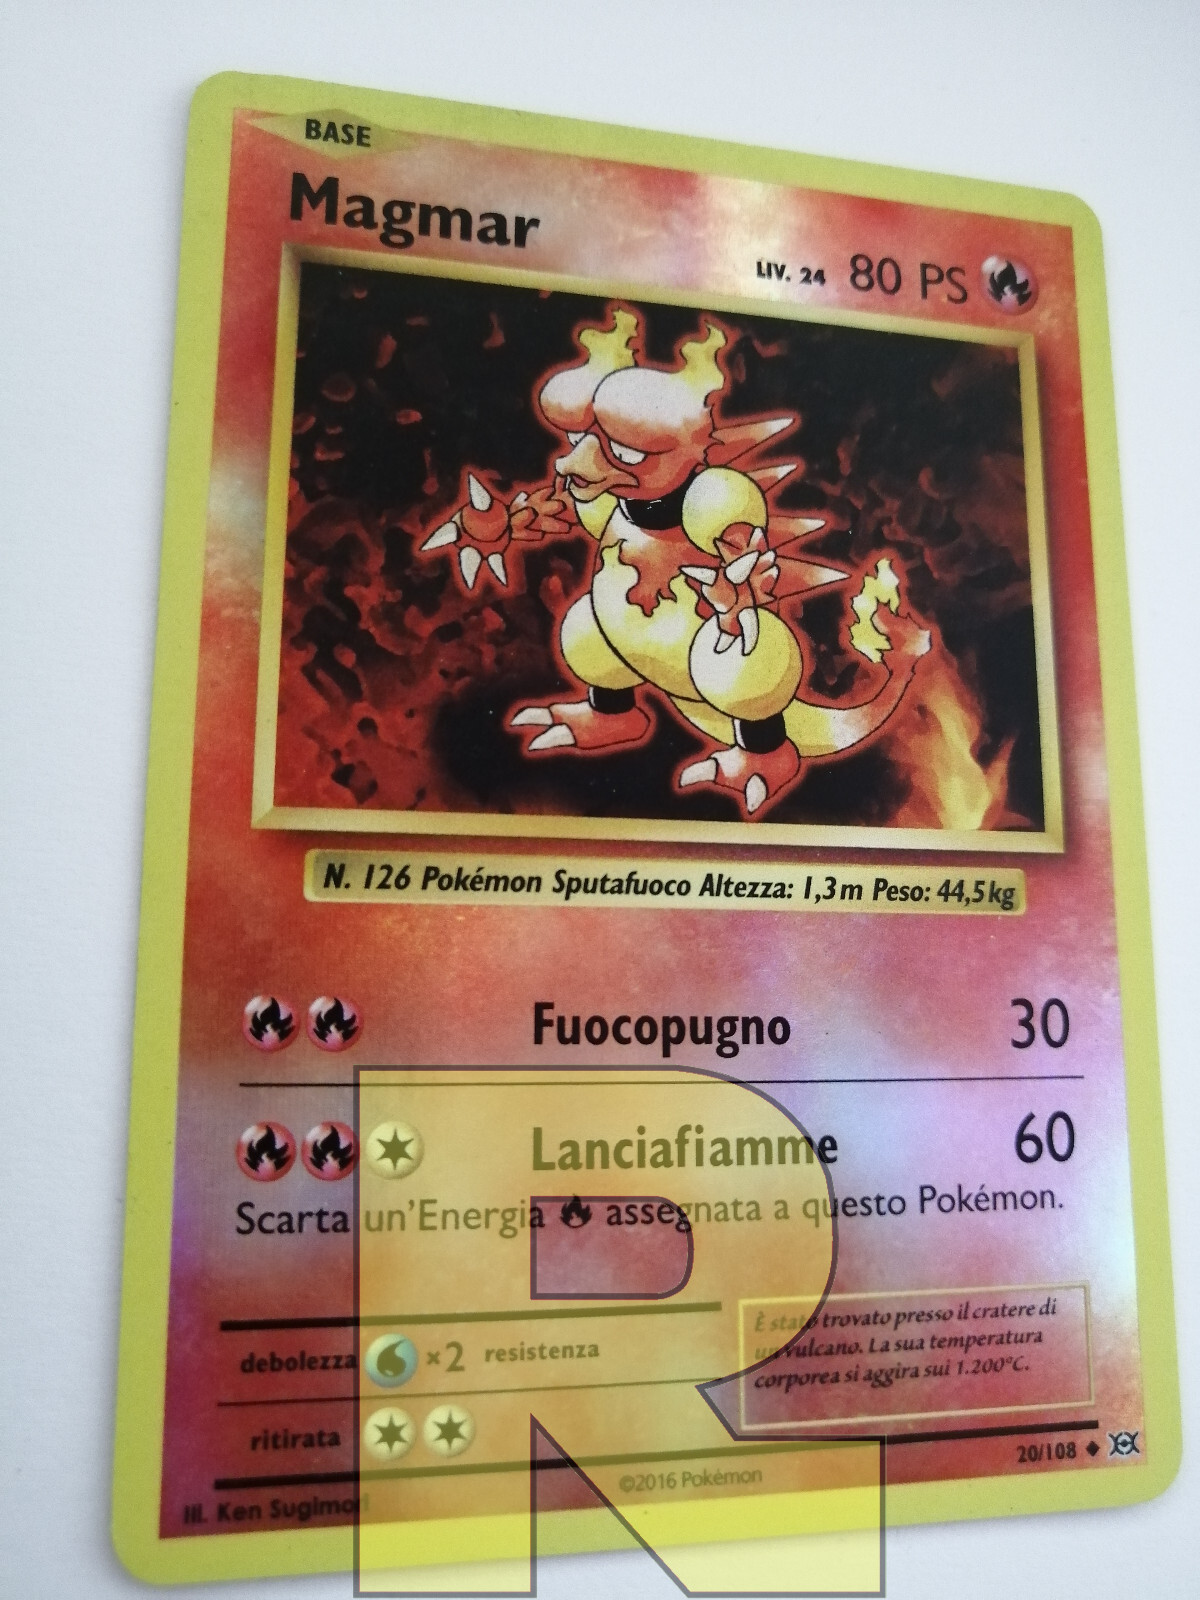 BASE
Magmar
LIV. 24 80 PS
N. 126 Pokémon Sputafuoco Altezza: 1,3 m Peso: 44,5 kg
Fuocopugno 30
Lanciafiamme 60
Scarta un'Energia assegnata a questo Pokémon.
debolezza ×2 resistenza
ritirata
È stato trovato presso il cratere di
un vulcano. La sua temperatura
corporea si aggira sui 1.200°C.
20/108
Ill. Ken Sugimori
©2016 Pokémon
R